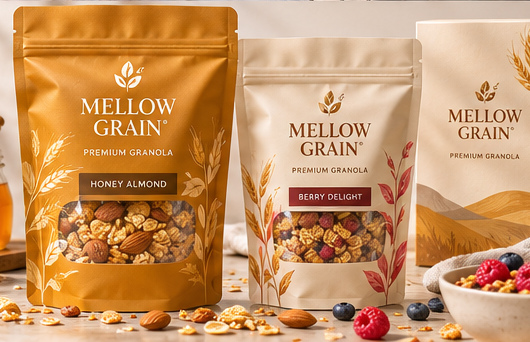 MELLOW
GRAIN®
PREMIUM GRANOLA
HONEY ALMOND
MELLOW
GRAIN®
PREMIUM GRANOLA
BERRY DELIGHT
MELLOW
GRAIN®
PREMIUM GRANOLA